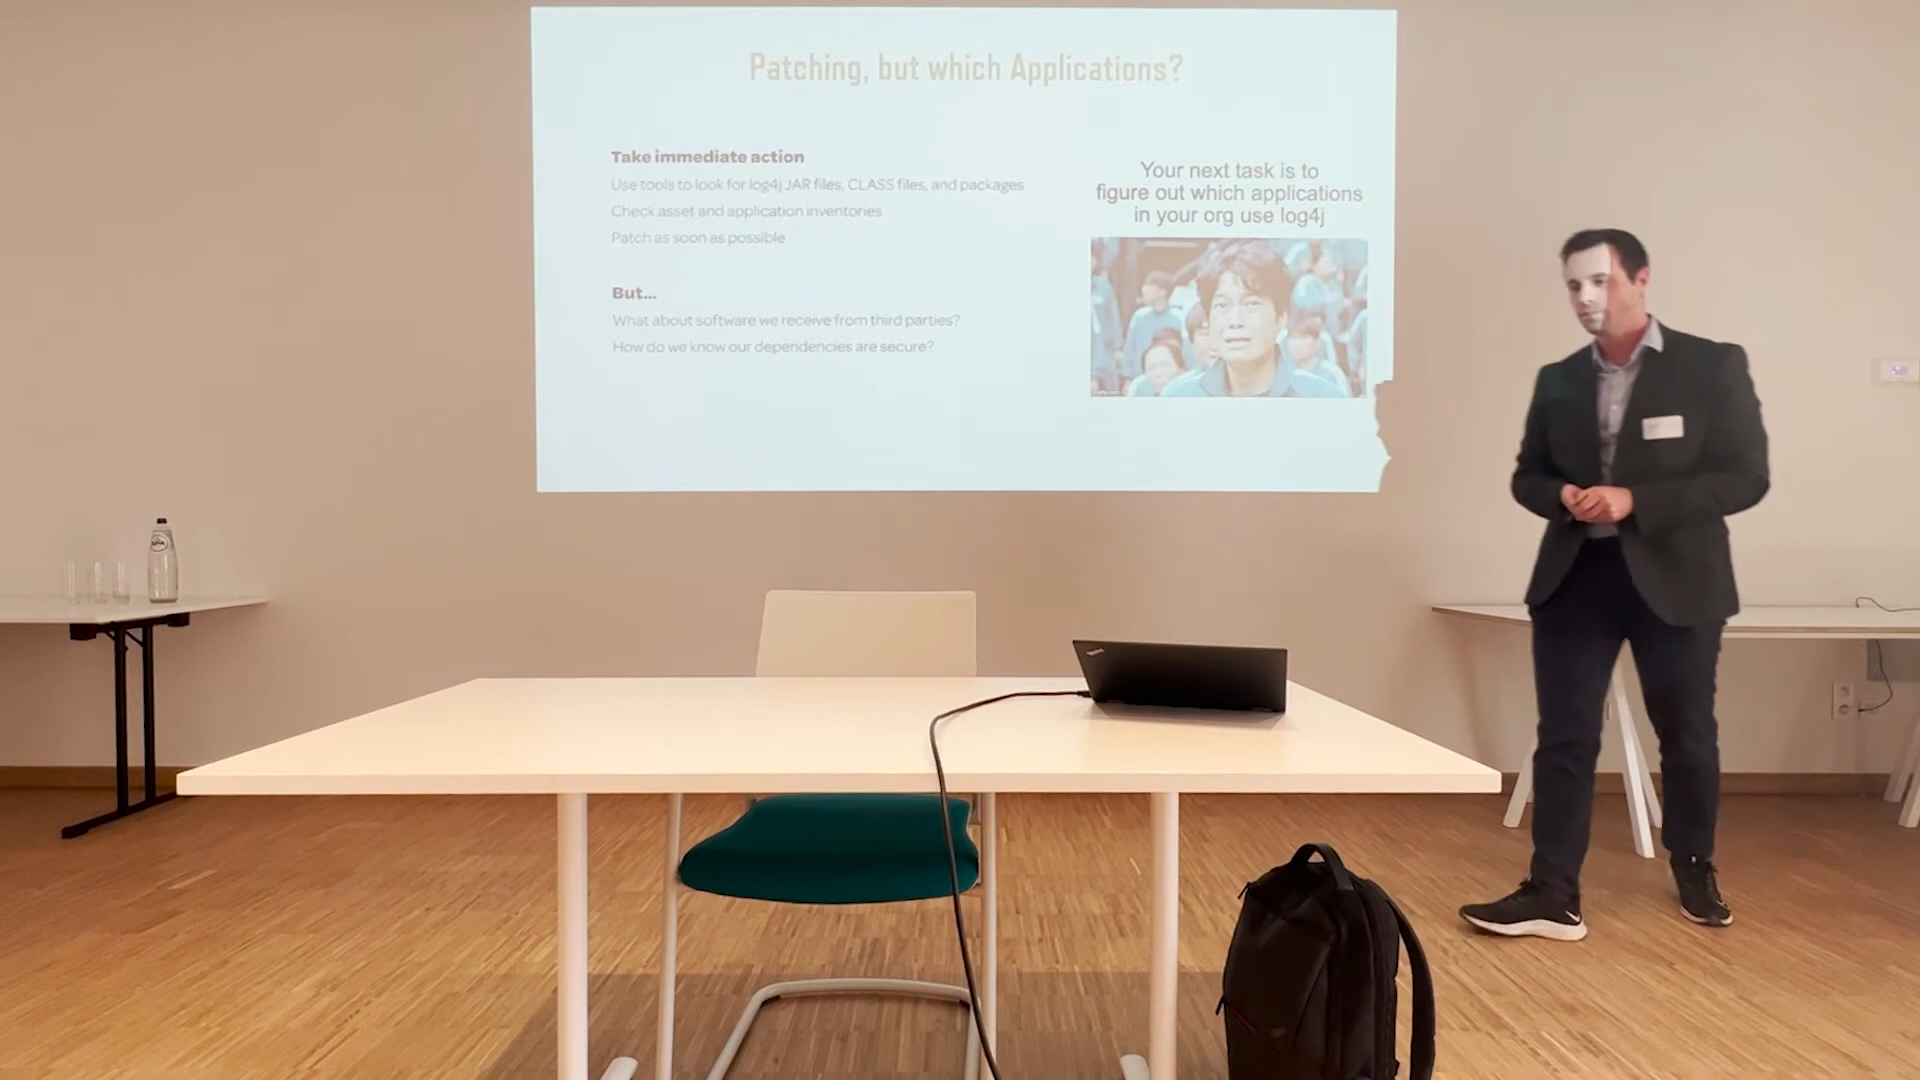 Patching, but which Applications?
Take immediate action
Use tools to look for log4j JAR files, CLASS files, and packages
Check asset and application inventories
Patch as soon as possible
But...
What about software we receive from third parties?
How do we know our dependencies are secure?
Your next task is to
figure out which applications
in your org use log4j
ThinkPad